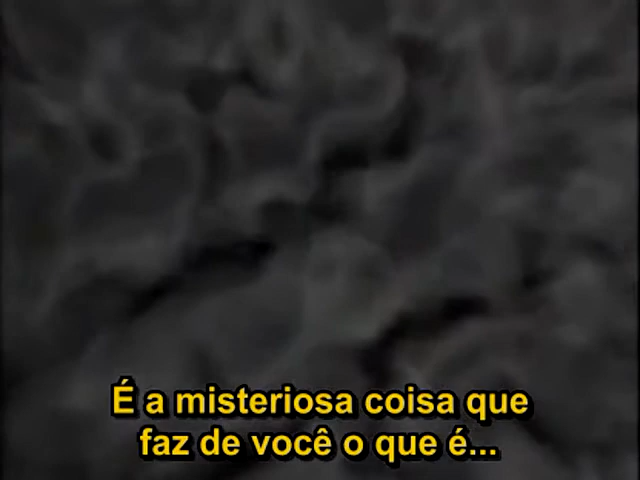 É a misteriosa coisa que
faz de você o que é...